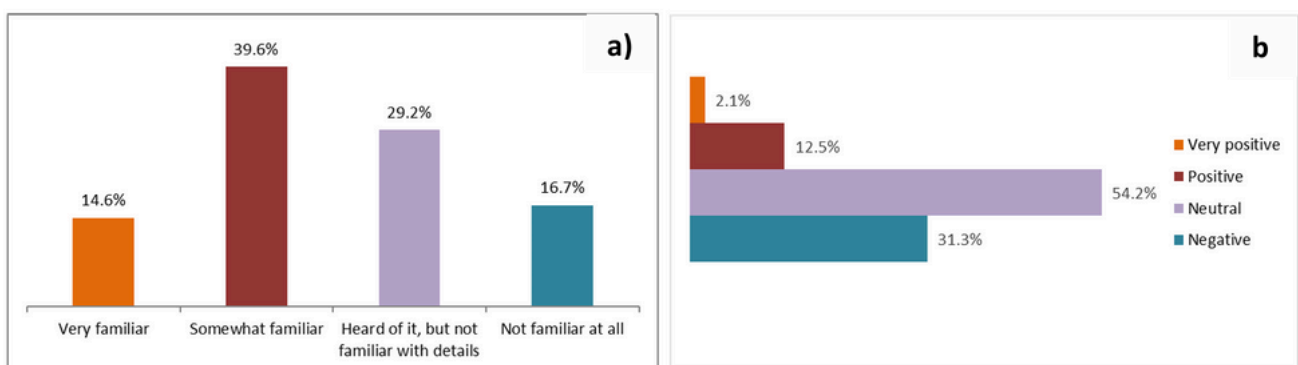 a)
39.6%
29.2%
16.7%
14.6%
Very familiar
Somewhat familiar
Heard of it, but not
familiar with details
Not familiar at all
b
2.1%
12.5%
54.2%
31.3%
Very positive
Positive
Neutral
Negative